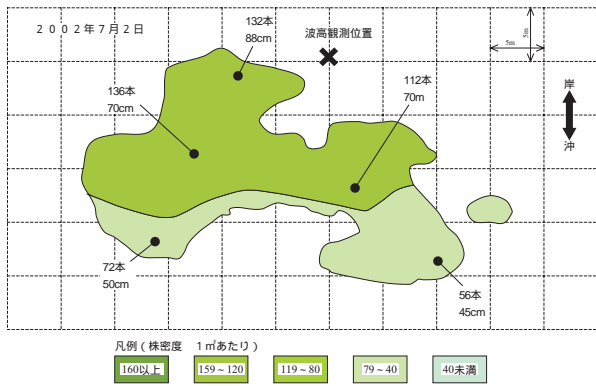 ２００２年７月２日
132本
88cm
波高観測位置
5m
5m
136本
70cm
112本
70m
岸
沖
72本
50cm
56本
45cm
凡例（株密度　1㎡あたり）
160以上
159～120
119～80
79～40
40未満